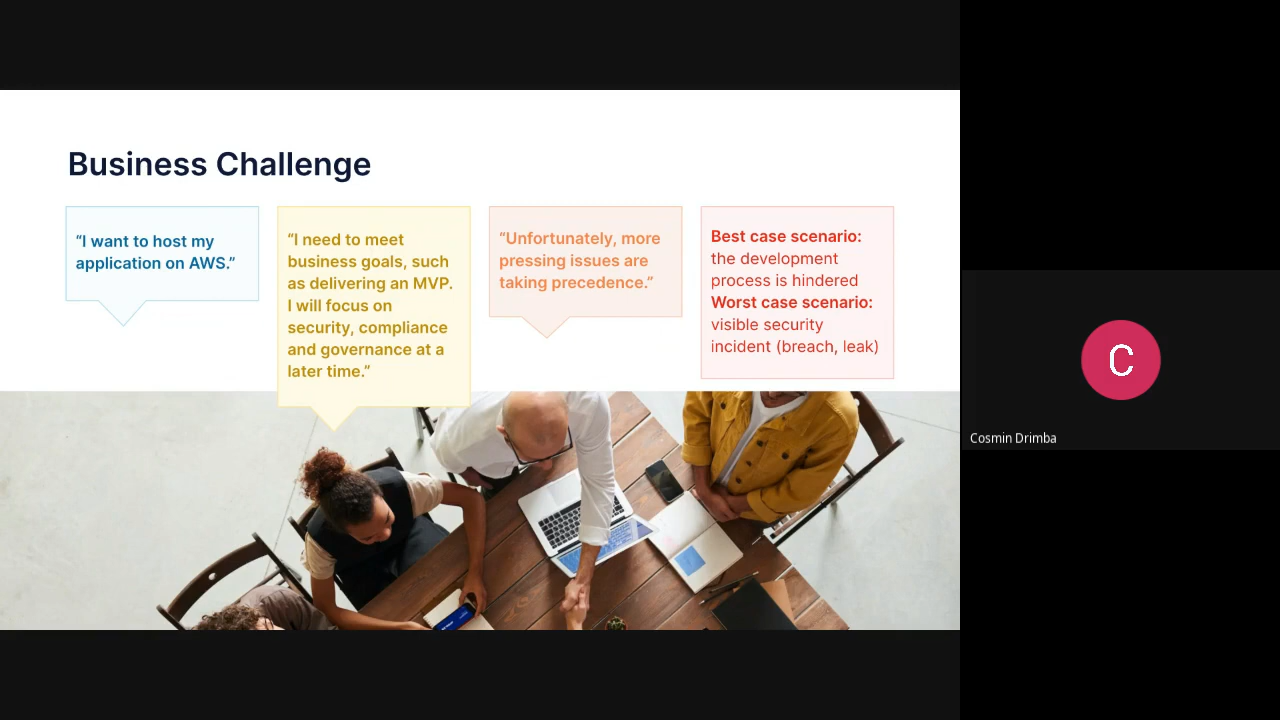 Business Challenge
“I want to host my
application on AWS.”
“I need to meet
business goals, such
as delivering an MVP.
I will focus on
security, compliance
and governance at a
later time.”
“Unfortunately, more
pressing issues are
taking precedence.”
Best case scenario:
the development
process is hindered
Worst case scenario:
visible security
incident (breach, leak)
C
Cosmin Drimba